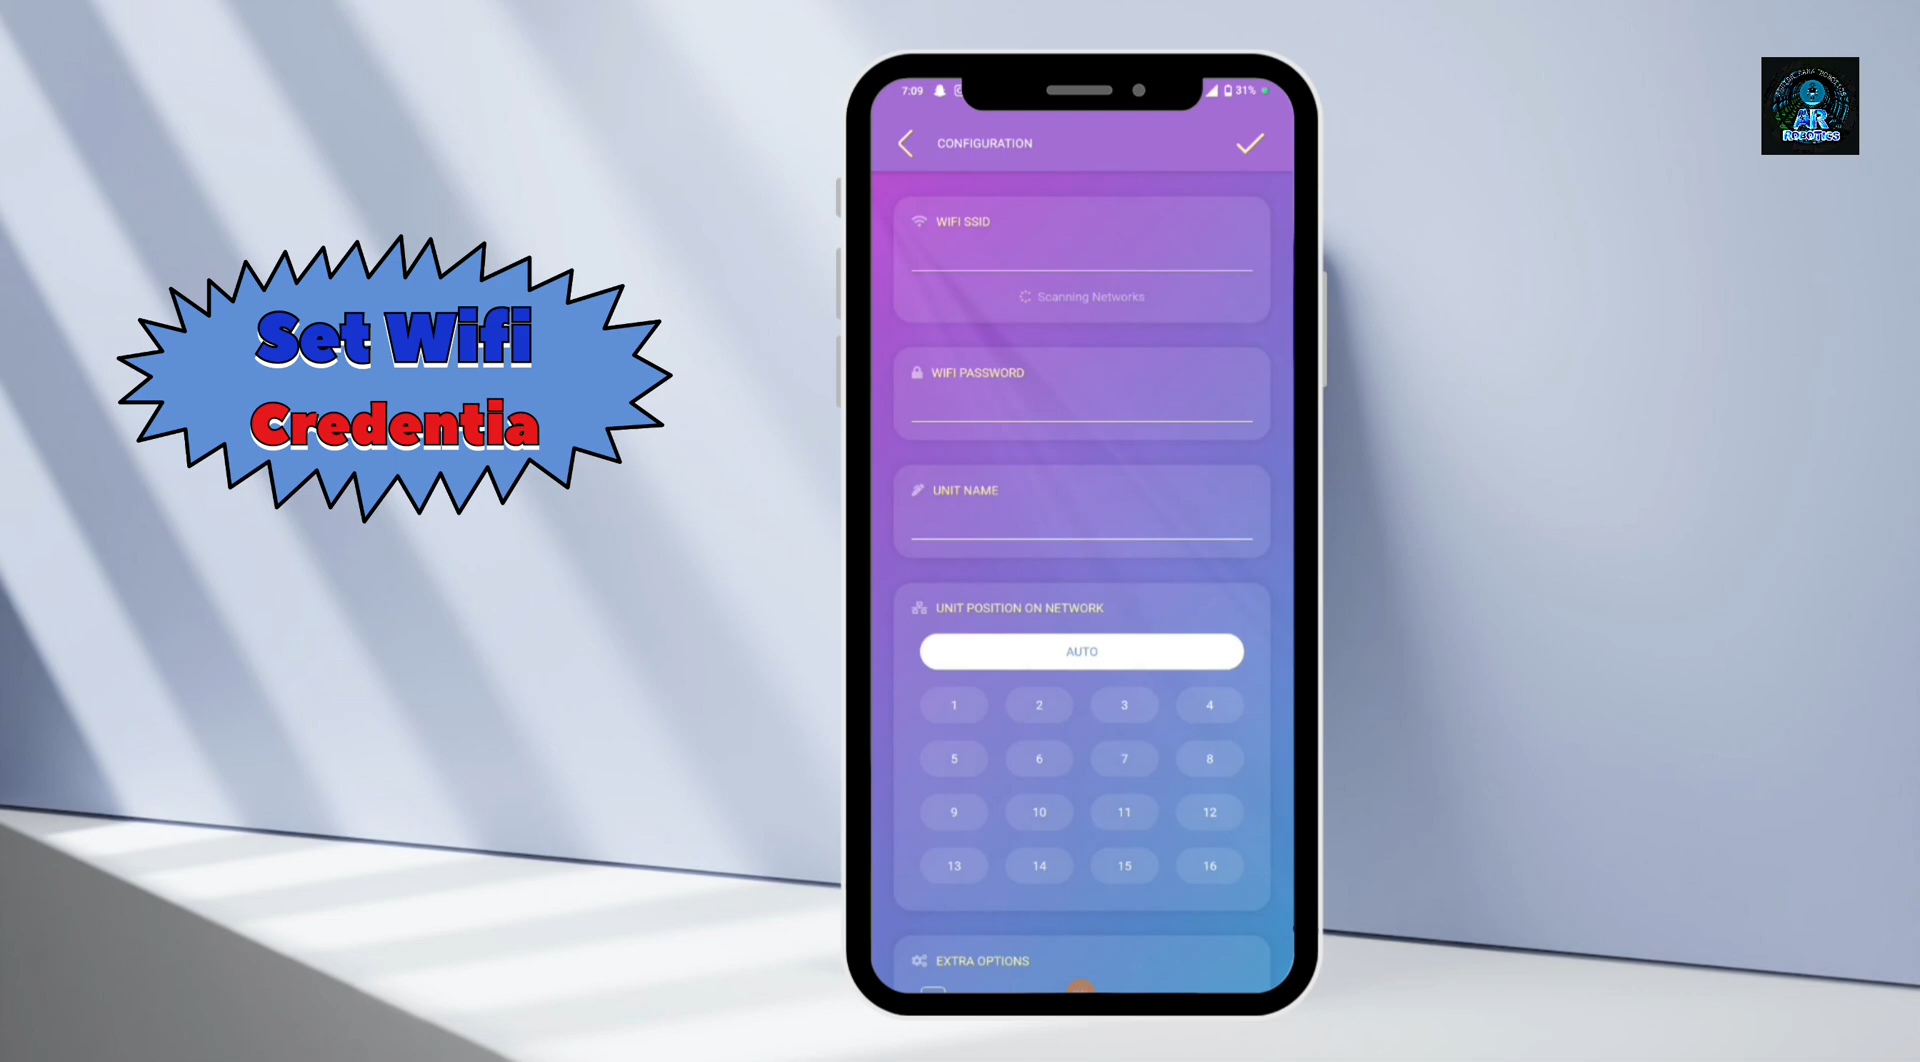 Set Wifi
Credentia
7:09
31%
CONFIGURATION
WIFI SSID
Scanning Networks
WIFI PASSWORD
UNIT NAME
UNIT POSITION ON NETWORK
AUTO
1 2 3 4
5 6 7 8
9 10 11 12
13 14 15 16
EXTRA OPTIONS
AR
ROBOTICS